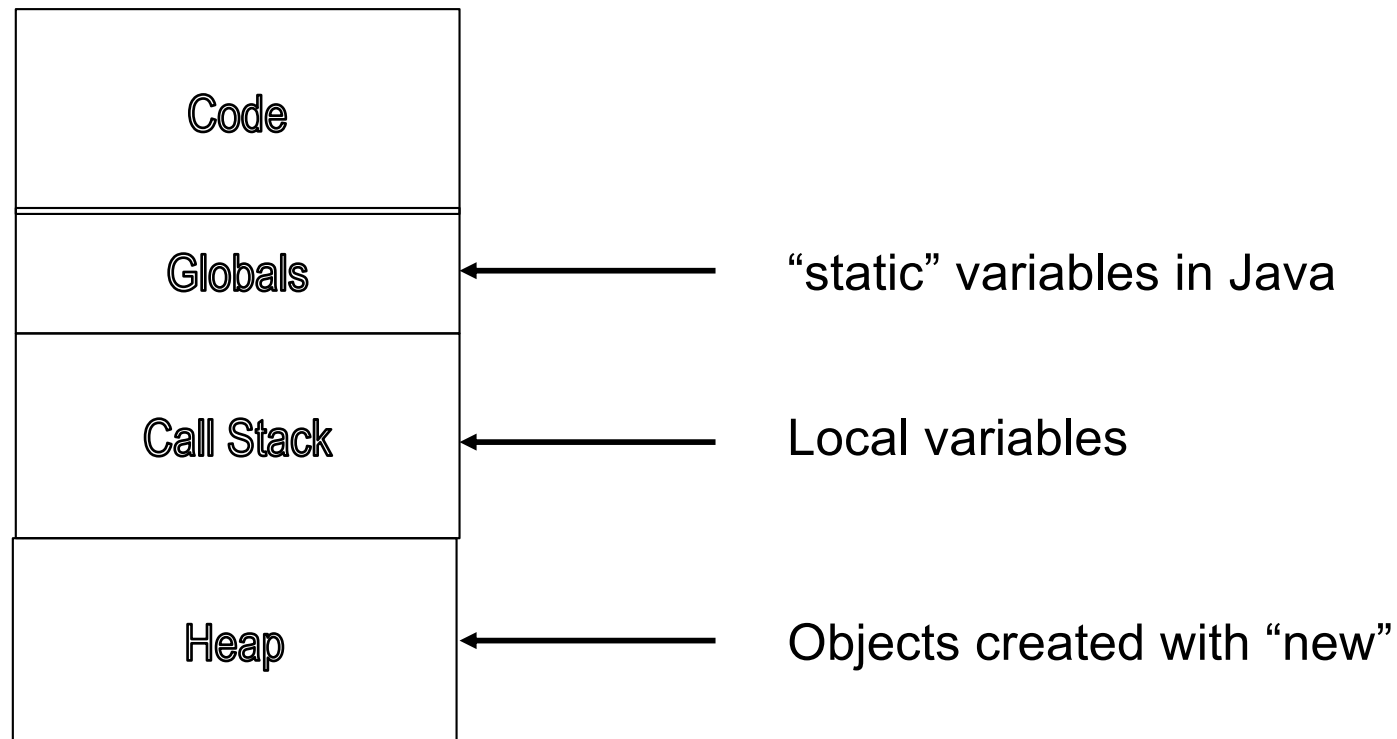 Code
Globals
“static” variables in Java
Call Stack
Local variables
Heap
Objects created with “new”